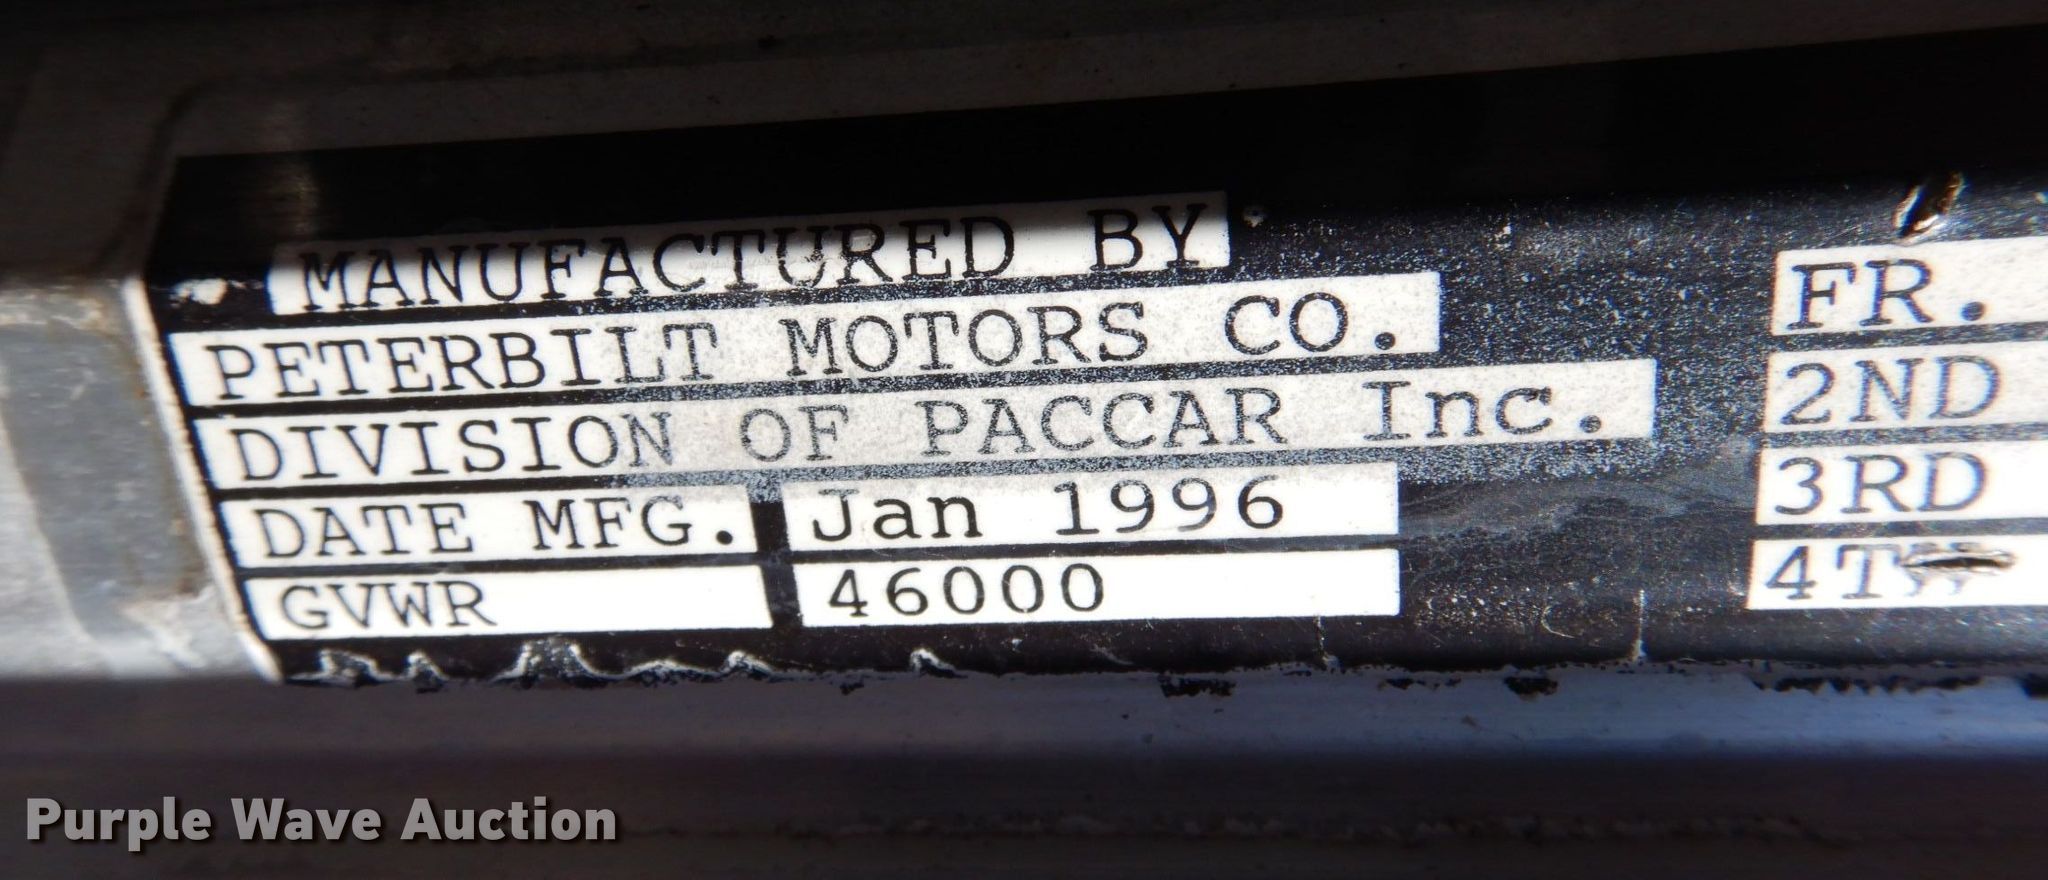 MANUFACTURED BY
PETERBILT MOTORS CO.
DIVISION OF PACCAR Inc.
DATE MFG. Jan 1996
GVWR 46000
FR.
2ND
3RD
Purple Wave Auction